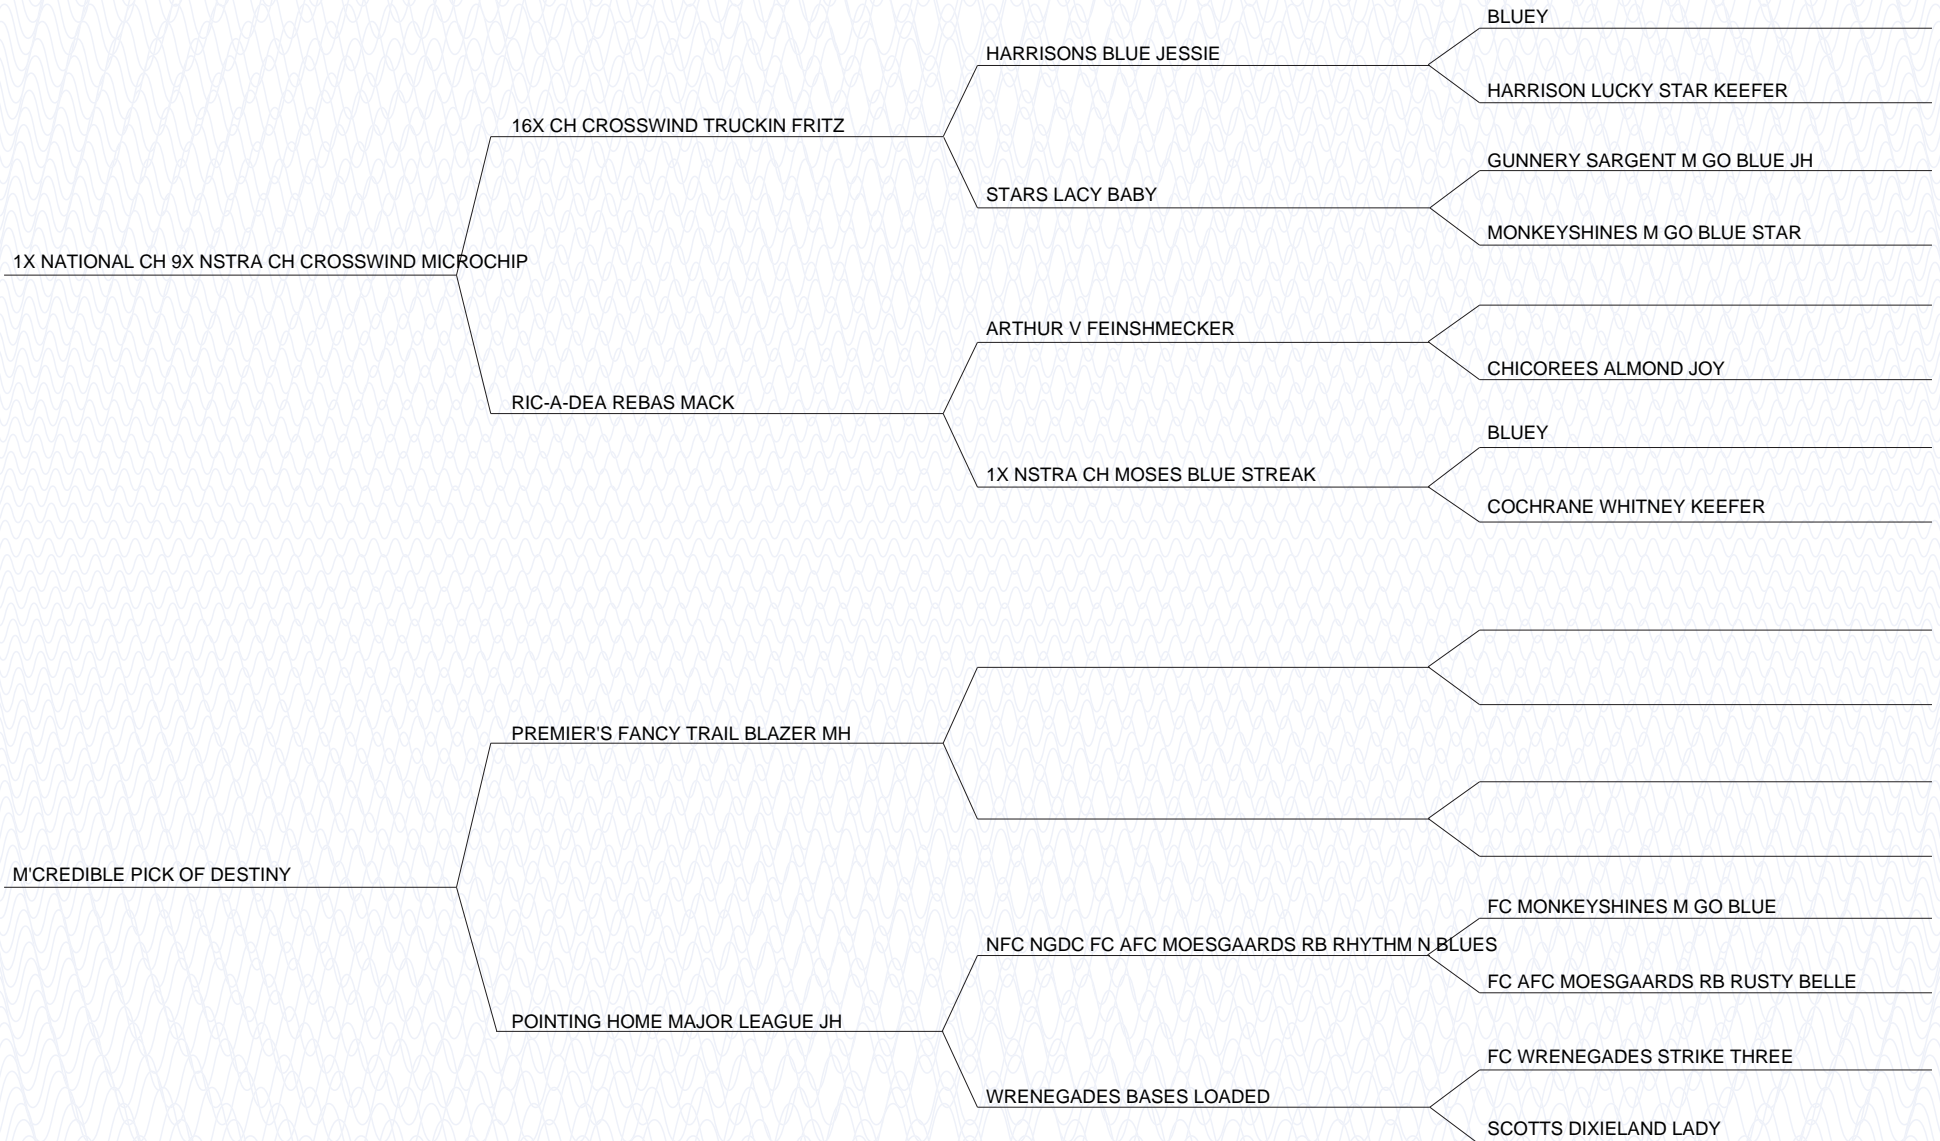 BLUEY
HARRISONS BLUE JESSIE
HARRISON LUCKY STAR KEEFER
16X CH CROSSWIND TRUCKIN FRITZ
GUNNERY SARGENT M GO BLUE JH
STARS LACY BABY
MONKEYSHINES M GO BLUE STAR
1X NATIONAL CH 9X NSTRA CH CROSSWIND MICROCHIP
ARTHUR V FEINSHMECKER
CHICOREES ALMOND JOY
RIC-A-DEA REBAS MACK
BLUEY
1X NSTRA CH MOSES BLUE STREAK
COCHRANE WHITNEY KEEFER
PREMIER'S FANCY TRAIL BLAZER MH
M'CREDIBLE PICK OF DESTINY
FC MONKEYSHINES M GO BLUE
NFC NGDC FC AFC MOESGAARDS RB RHYTHM N BLUES
FC AFC MOESGAARDS RB RUSTY BELLE
POINTING HOME MAJOR LEAGUE JH
FC WRENEGADES STRIKE THREE
WRENEGADES BASES LOADED
SCOTTS DIXIELAND LADY